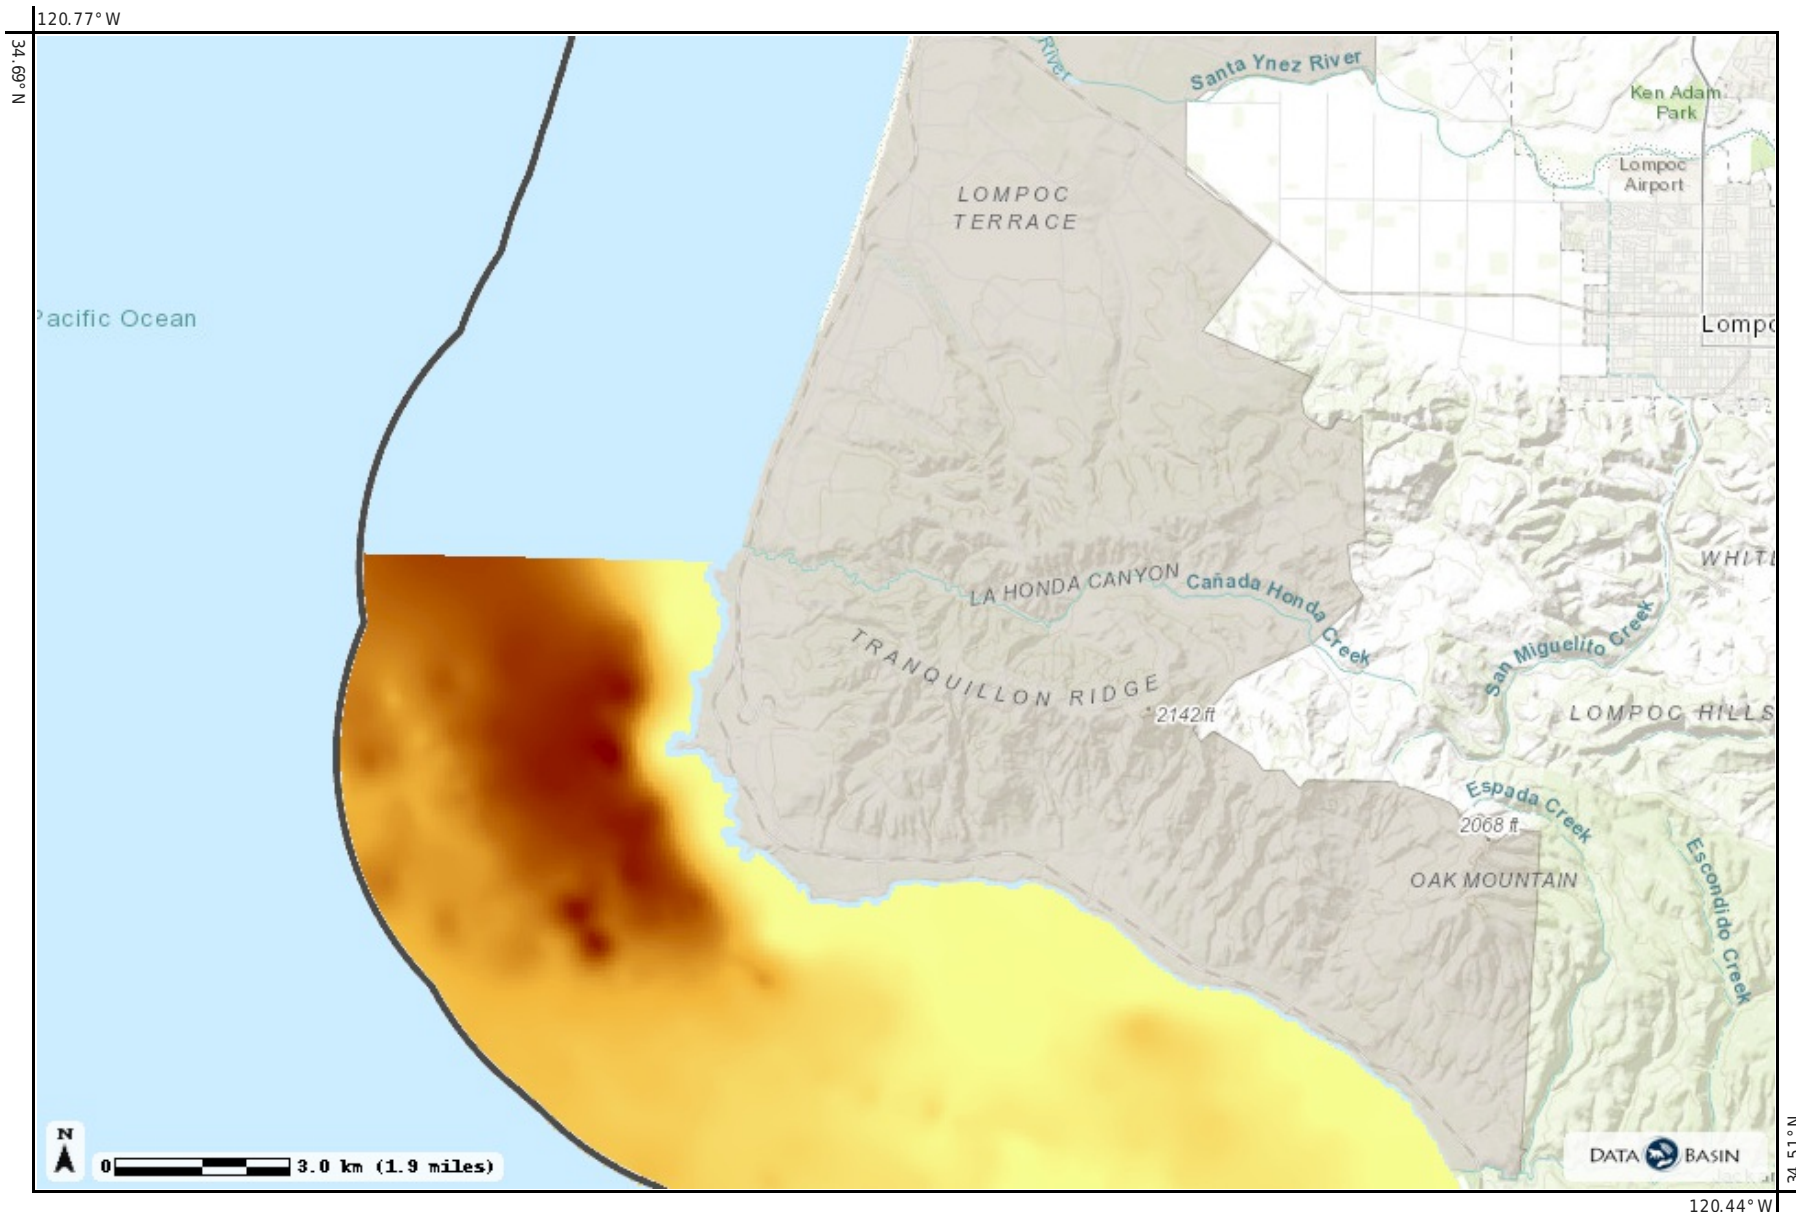 120.77° W
34.69° N
River
Santa Ynez River
Ken Adam
Park
Lompoc
Airport
LOMPOC
TERRACE
Pacific Ocean
LA HONDA CANYON
Cañada Honda Creek
TRANQUILLON RIDGE
2142 ft
San Miguelito Creek
LOMPOC HILLS
Espada Creek
2068 ft
OAK MOUNTAIN
Escondido Creek
N
0 3.0 km (1.9 miles)
DATA BASIN
34.51° N
120.44° W